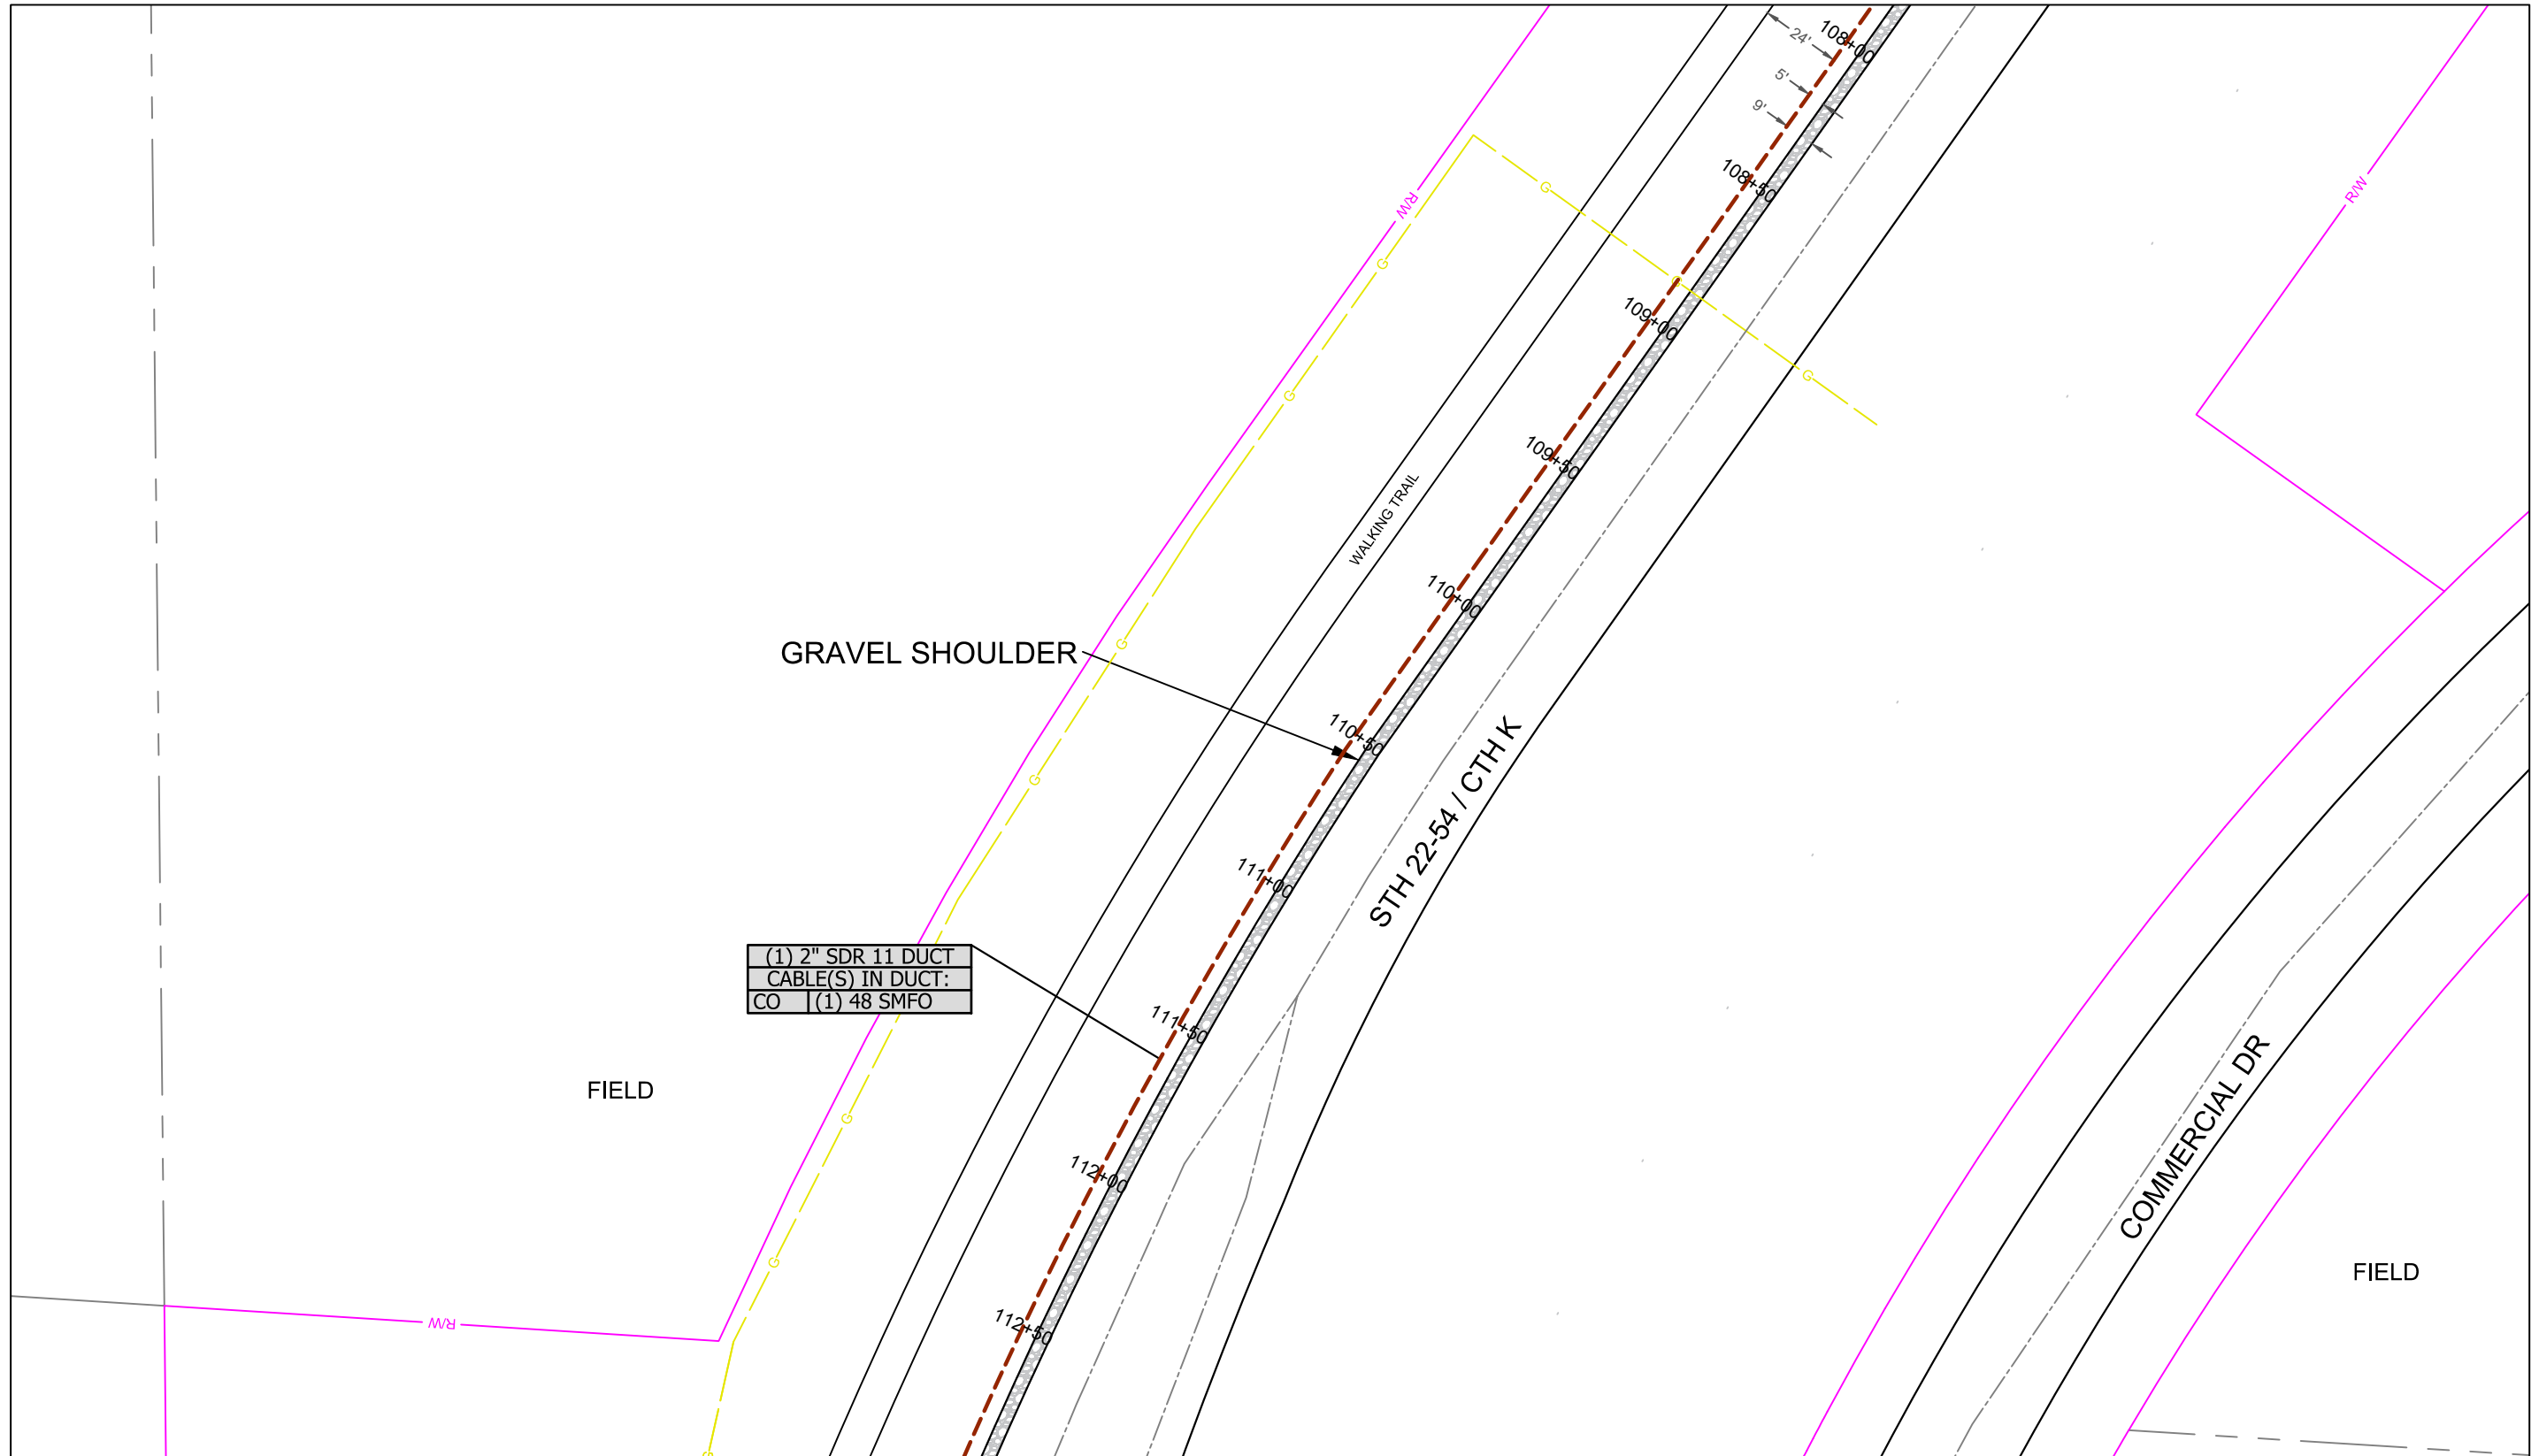 108+00
24'
5'
9'
108+50
R/W
R/W
G
G
G
109+00
G
G
109+50
WALKING TRAIL
110+00
GRAVEL SHOULDER
G
110+50
STH 22-54 / CTH K
G
111+00
(1) 2" SDR 11 DUCT
CABLE(S) IN DUCT:
CO (1) 48 SMFO
111+50
FIELD
G
COMMERCIAL DR
112+00
G
FIELD
R/W
112+50
G